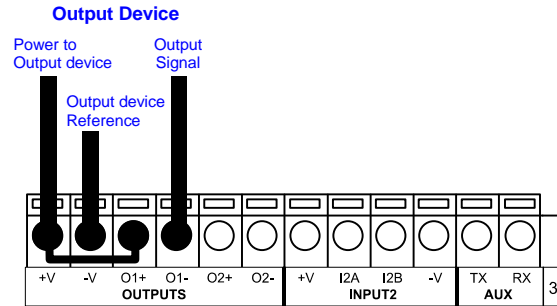 Output Device
Power to
Output device
Output
Signal
Output device
Reference
+V -V O1+ O1- O2+ O2- +V I2A I2B -V TX RX
OUTPUTS INPUT2 AUX
3